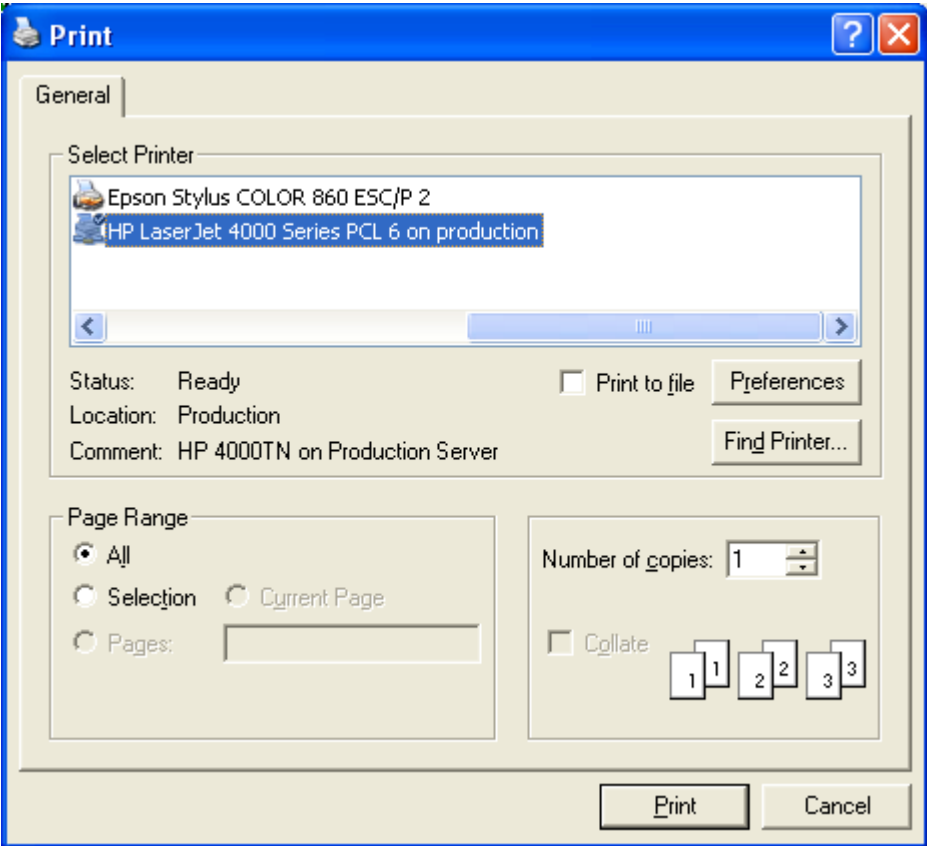 Print
General
Select Printer
Epson Stylus COLOR 860 ESC/P 2
HP LaserJet 4000 Series PCL 6 on production
Status: Ready
Print to file
Preferences
Location: Production
Comment: HP 4000TN on Production Server
Find Printer...
Page Range
All
Selection
Current Page
Pages:
Number of copies: 1
Collate
1 1 2 2 3 3
Print
Cancel